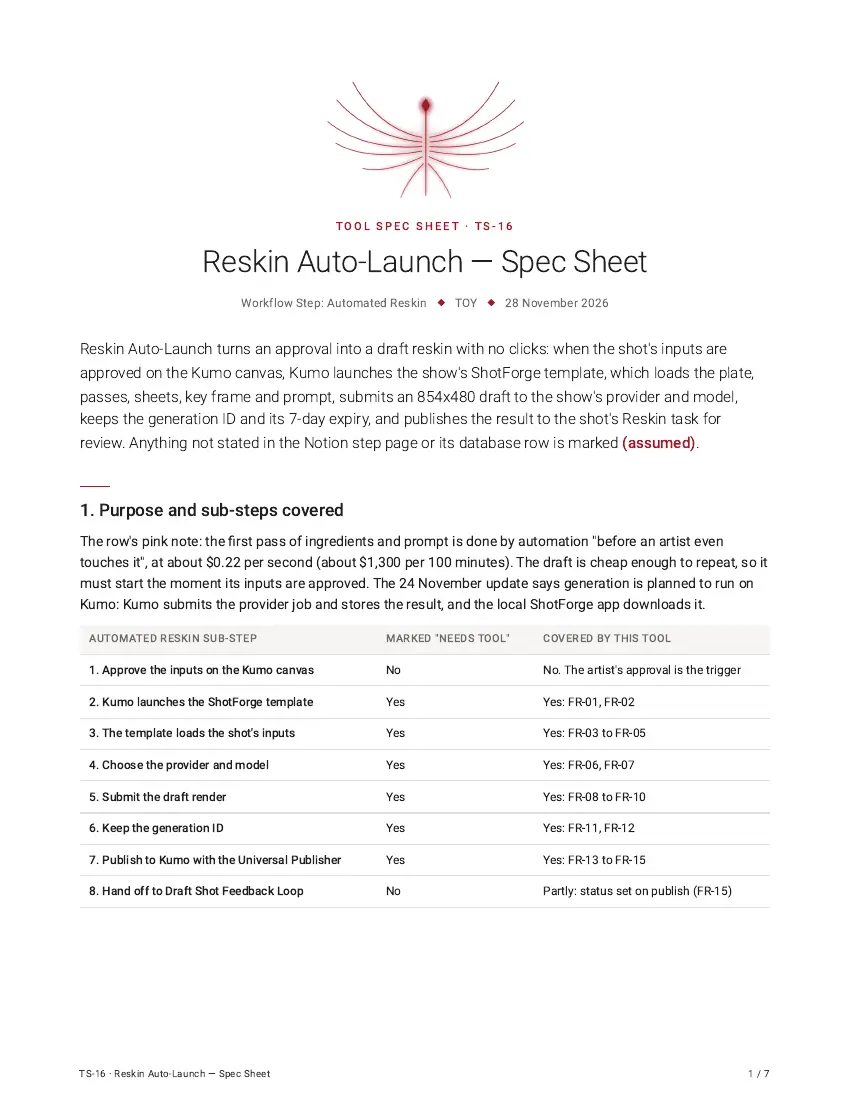 TOOL SPEC SHEET · TS-16
Reskin Auto-Launch — Spec Sheet
Workflow Step: Automated Reskin ◆ TOY ◆ 28 November 2026
Reskin Auto-Launch turns an approval into a draft reskin with no clicks: when the shot's inputs are
approved on the Kumo canvas, Kumo launches the show's ShotForge template, which loads the plate,
passes, sheets, key frame and prompt, submits an 854x480 draft to the show's provider and model,
keeps the generation ID and its 7-day expiry, and publishes the result to the shot's Reskin task for
review. Anything not stated in the Notion step page or its database row is marked (assumed).
1. Purpose and sub-steps covered
The row's pink note: the first pass of ingredients and prompt is done by automation "before an artist even
touches it", at about $0.22 per second (about $1,300 per 100 minutes). The draft is cheap enough to repeat, so it
must start the moment its inputs are approved. The 24 November update says generation is planned to run on
Kumo: Kumo submits the provider job and stores the result, and the local ShotForge app downloads it.
AUTOMATED RESKIN SUB-STEP MARKED "NEEDS TOOL" COVERED BY THIS TOOL
1. Approve the inputs on the Kumo canvas No No. The artist's approval is the trigger
2. Kumo launches the ShotForge template Yes Yes: FR-01, FR-02
3. The template loads the shot's inputs Yes Yes: FR-03 to FR-05
4. Choose the provider and model Yes Yes: FR-06, FR-07
5. Submit the draft render Yes Yes: FR-08 to FR-10
6. Keep the generation ID Yes Yes: FR-11, FR-12
7. Publish to Kumo with the Universal Publisher Yes Yes: FR-13 to FR-15
8. Hand off to Draft Shot Feedback Loop No Partly: status set on publish (FR-15)
TS-16 · Reskin Auto-Launch — Spec Sheet 1 / 7